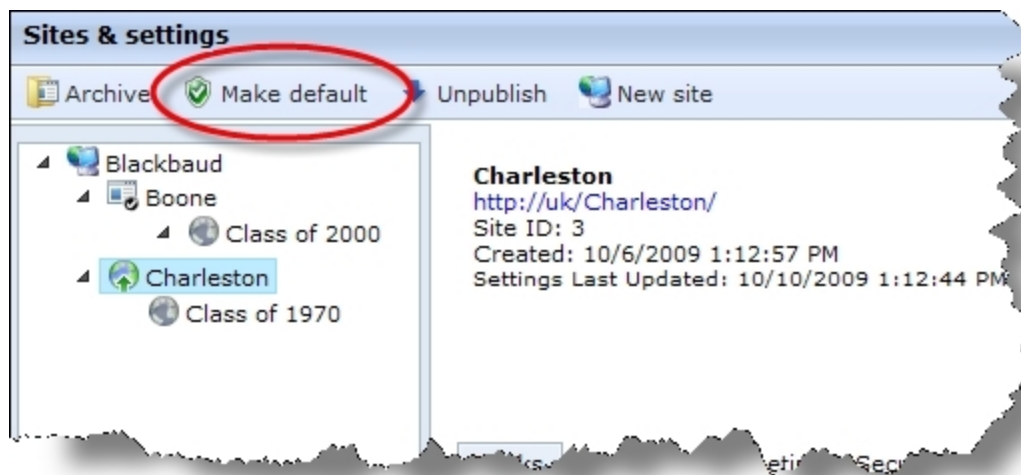 Sites & settings
Archive Make default Unpublish New site
Blackbaud
Boone
Class of 2000
Charleston
Class of 1970
Charleston
http://uk/Charleston/
Site ID: 3
Created: 10/6/2009 1:12:57 PM
Settings Last Updated: 10/10/2009 1:12:44 PM